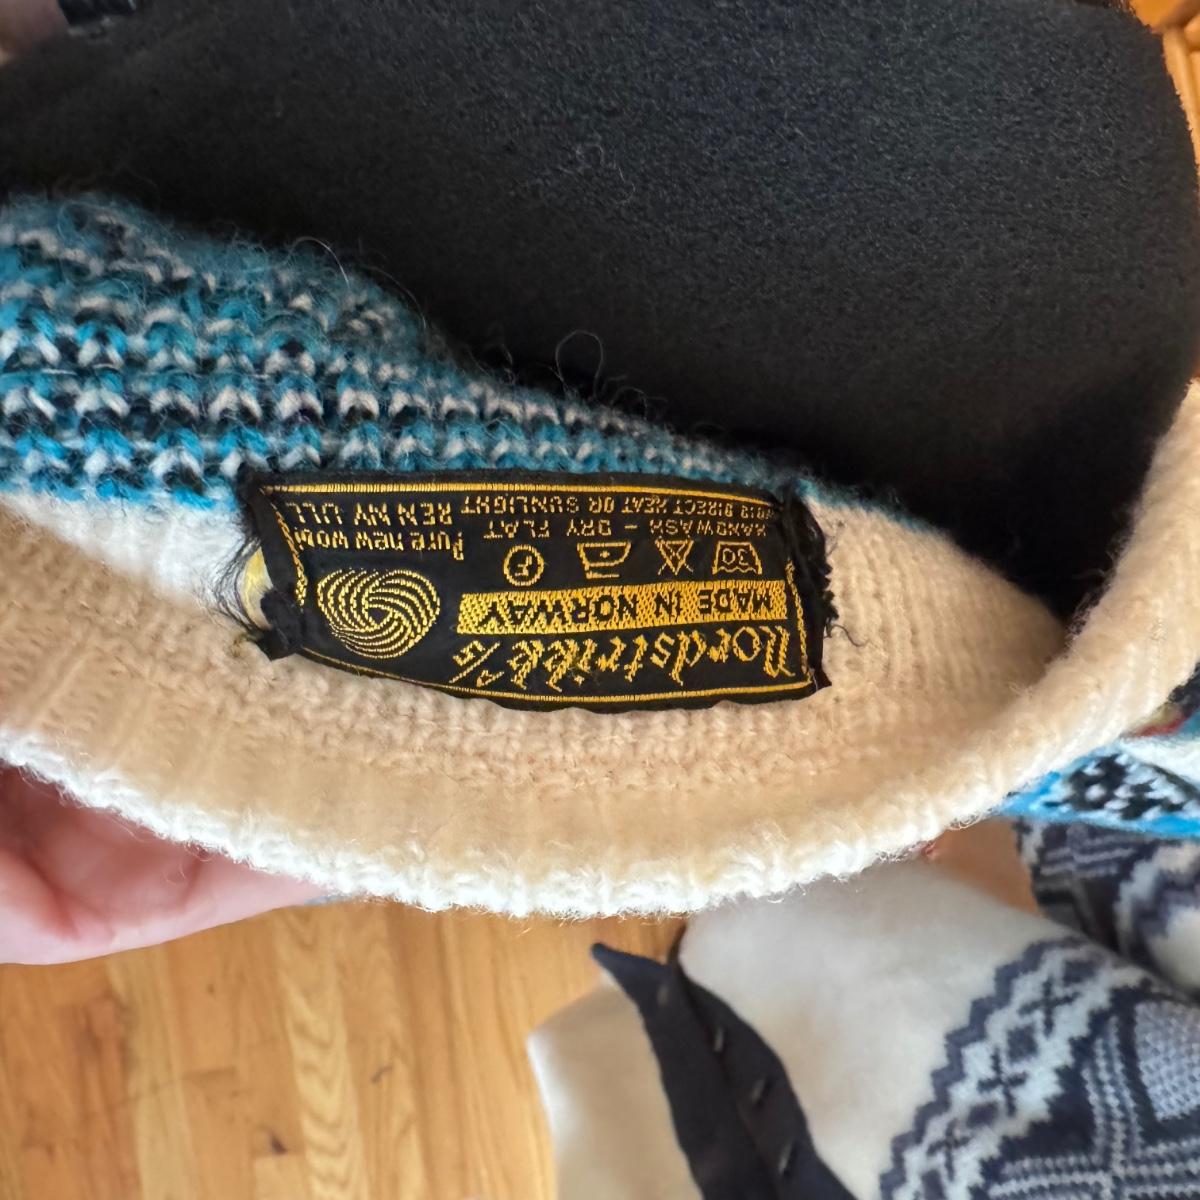 Nordstrikk A/S
MADE IN NORWAY
30 F
HANDWASH - DRY FLAT
DIRECT HEAT OR SUNLIGHT
Pure new wool
REN NY ULL